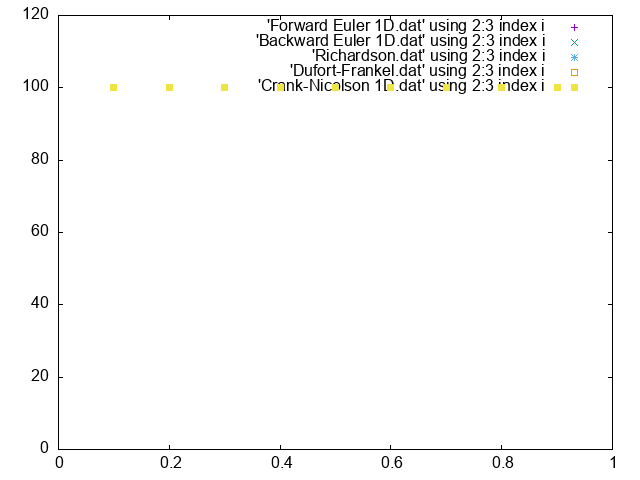 120
100
80
60
40
20
0
'Forward Euler 1D.dat' using 2:3 index i
'Backward Euler 1D.dat' using 2:3 index i
'Richardson.dat' using 2:3 index i
'Dufort-Frankel.dat' using 2:3 index i
'Crank-Nicolson 1D.dat' using 2:3 index i
0 0.2 0.4 0.6 0.8 1